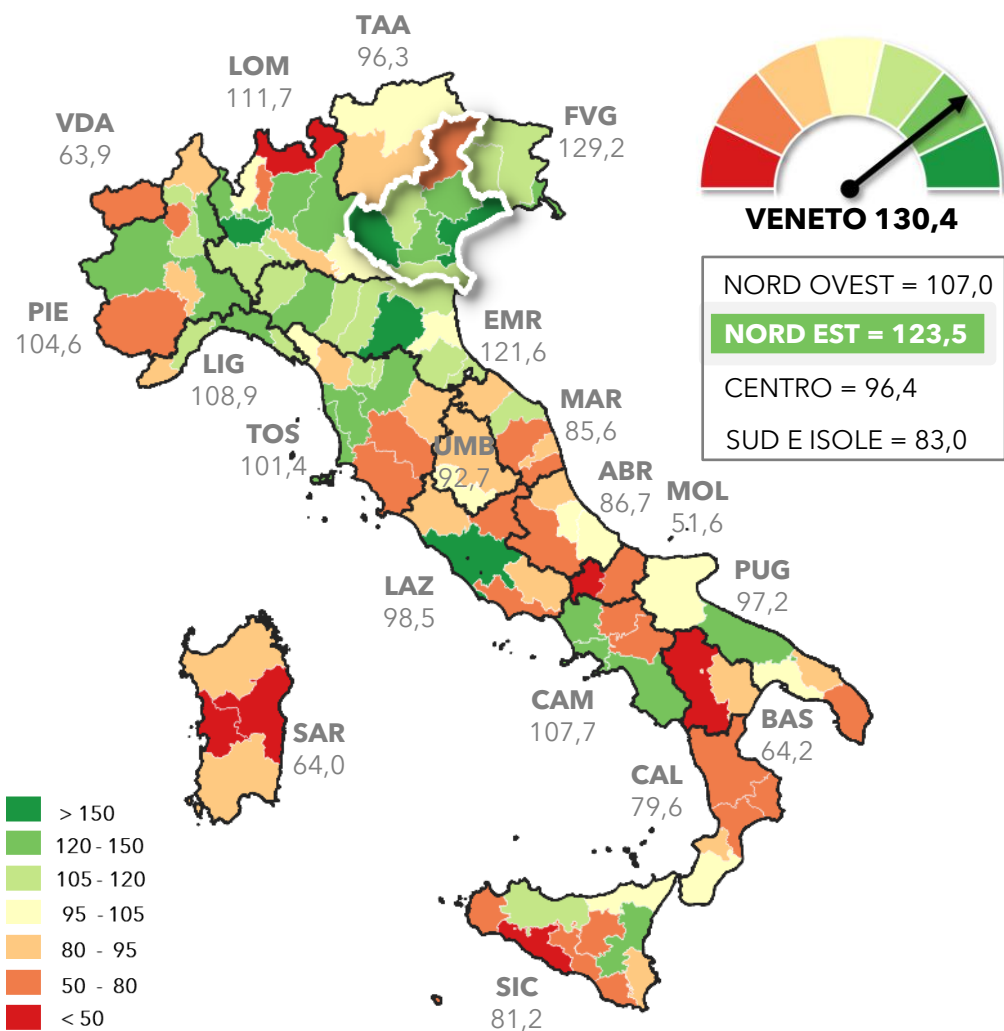 TAA
96,3
LOM
111,7
FVG
129,2
VDA
63,9
VENETO 130,4
NORD OVEST = 107,0
NORD EST = 123,5
CENTRO = 96,4
SUD E ISOLE = 83,0
PIE
104,6
EMR
121,6
LIG
108,9
MAR
85,6
TOS
101,4
UMB
92,7
ABR
86,7
MOL
51,6
PUG
97,2
LAZ
98,5
CAM
107,7
BAS
64,2
SAR
64,0
CAL
79,6
SIC
81,2
> 150
120 - 150
105 - 120
95 - 105
80 - 95
50 - 80
< 50